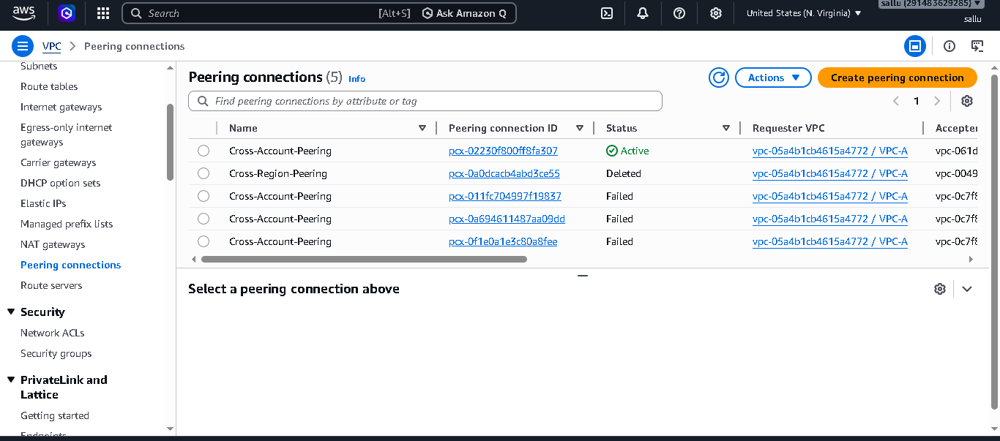 aws
Search [Alt+S] Ask Amazon Q United States (N. Virginia) ▼ sallu (291483629285) ▼
sallu
VPC > Peering connections
Subnets
Route tables
Internet gateways
Egress-only internet
gateways
Carrier gateways
DHCP option sets
Elastic IPs
Managed prefix lists
NAT gateways
Peering connections
Route servers
Security
Network ACLs
Security groups
PrivateLink and
Lattice
Getting started
Endpoints
Peering connections (5) Info
Actions ▼ Create peering connection
Find peering connections by attribute or tag
1
Name Peering connection ID Status Requester VPC Accepter
Cross-Account-Peering pcx-02230f800ff8fa307 Active vpc-05a4b1cb4615a4772 / VPC-A vpc-061d
Cross-Region-Peering pcx-0a0dcacb4abd3ce55 Deleted vpc-05a4b1cb4615a4772 / VPC-A vpc-0049
Cross-Account-Peering pcx-011fc704997f19837 Failed vpc-05a4b1cb4615a4772 / VPC-A vpc-0c7f8
Cross-Account-Peering pcx-0a694611487aa09dd Failed vpc-05a4b1cb4615a4772 / VPC-A vpc-0c7f8
Cross-Account-Peering pcx-0f1e0a1e3c80a8fee Failed vpc-05a4b1cb4615a4772 / VPC-A vpc-0c7f8
Select a peering connection above